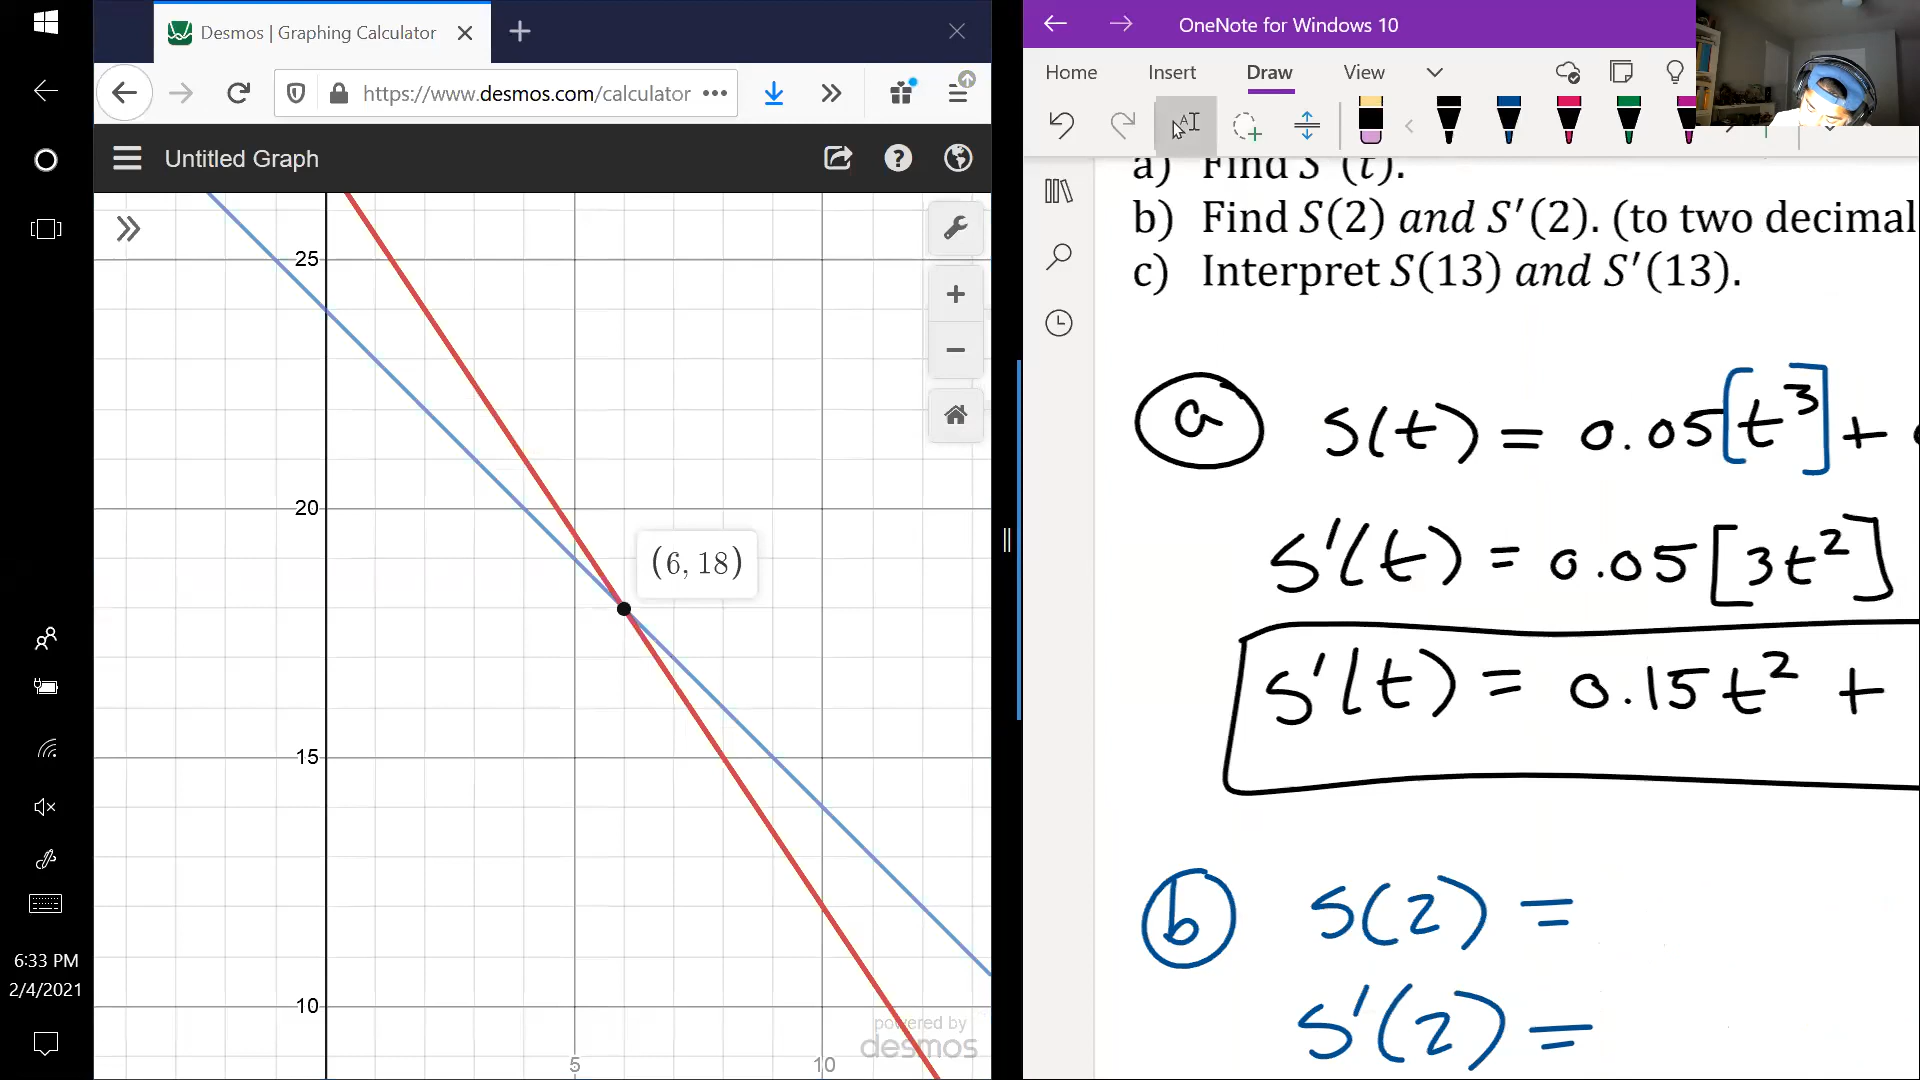 Desmos | Graphing Calculator
https://www.desmos.com/calculator
Untitled Graph
25
20
15
10
5
10
(6, 18)
powered by
desmos
6:33 PM
2/4/2021
OneNote for Windows 10
Home Insert Draw View
a) Find S'(t).
b) Find S(2) and S′(2). (to two decimal
c) Interpret S(13) and S′(13).
a S(t) = 0.05[t³] +
S'(t) = 0.05[3t²]
S'(t) = 0.15t² +
b S(2) =
S'(2) =